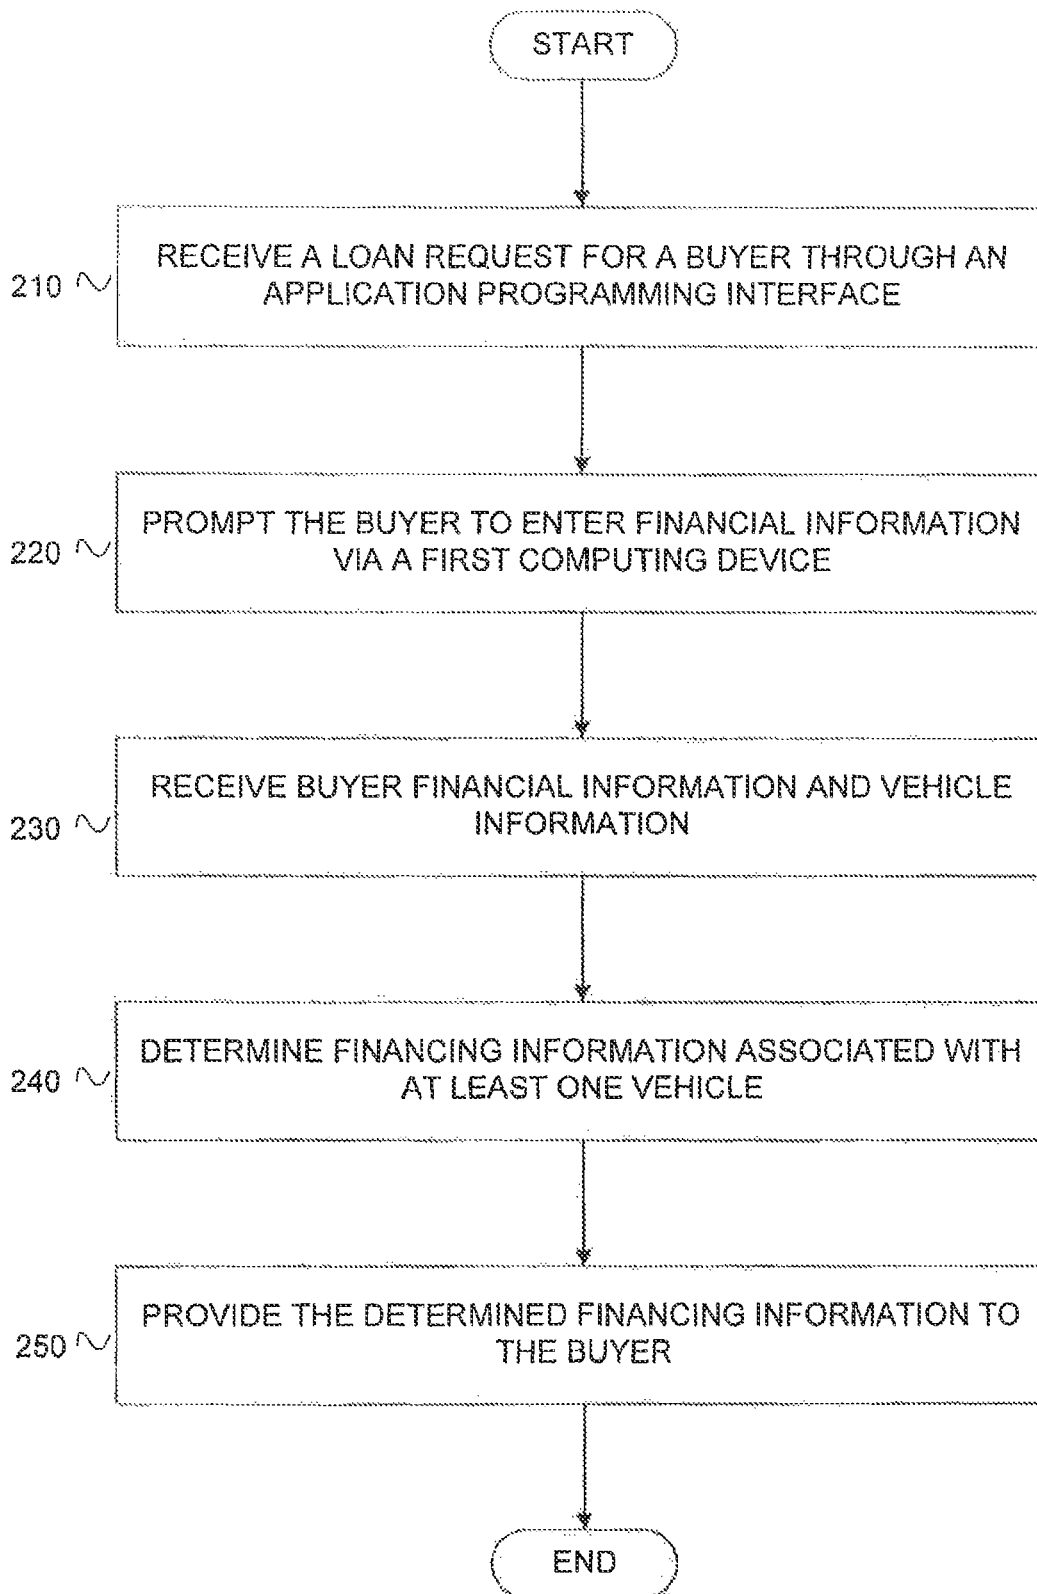 START
210
RECEIVE A LOAN REQUEST FOR A BUYER THROUGH AN
APPLICATION PROGRAMMING INTERFACE
220
PROMPT THE BUYER TO ENTER FINANCIAL INFORMATION
VIA A FIRST COMPUTING DEVICE
230
RECEIVE BUYER FINANCIAL INFORMATION AND VEHICLE
INFORMATION
240
DETERMINE FINANCING INFORMATION ASSOCIATED WITH
AT LEAST ONE VEHICLE
250
PROVIDE THE DETERMINED FINANCING INFORMATION TO
THE BUYER
END